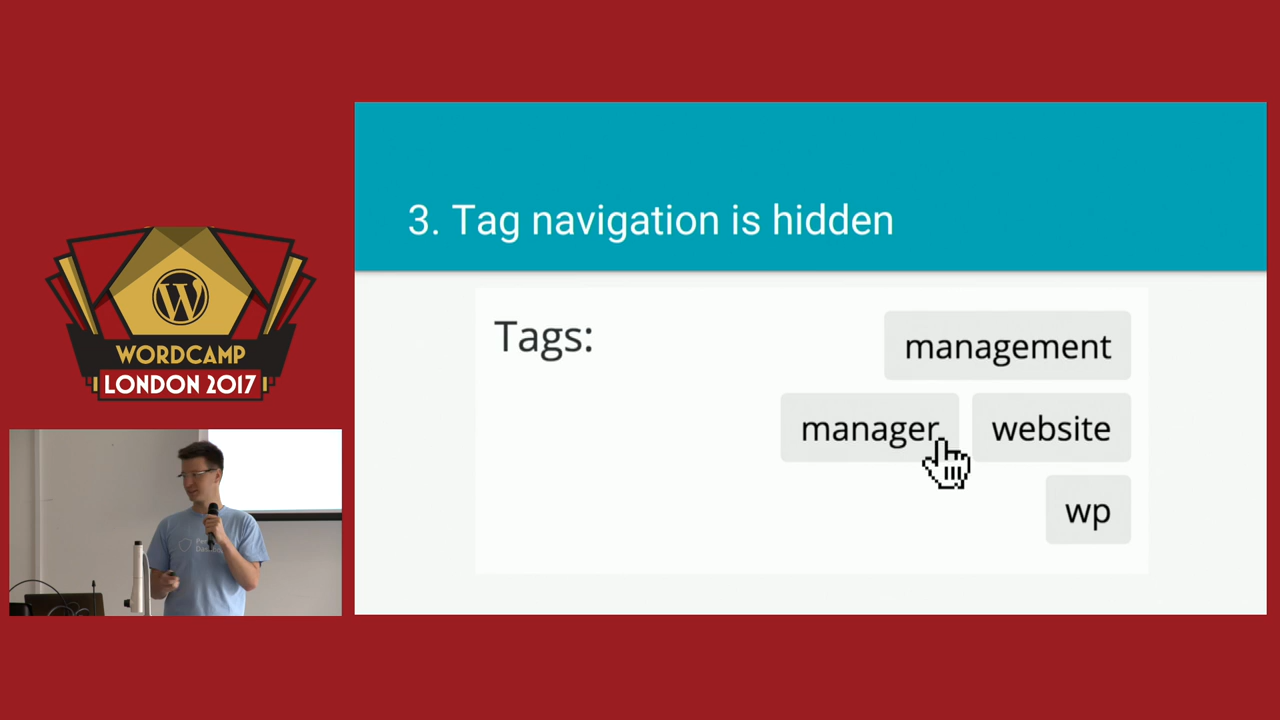 3. Tag navigation is hidden
Tags:
management
manager
website
wp
WORDCAMP
LONDON 2017